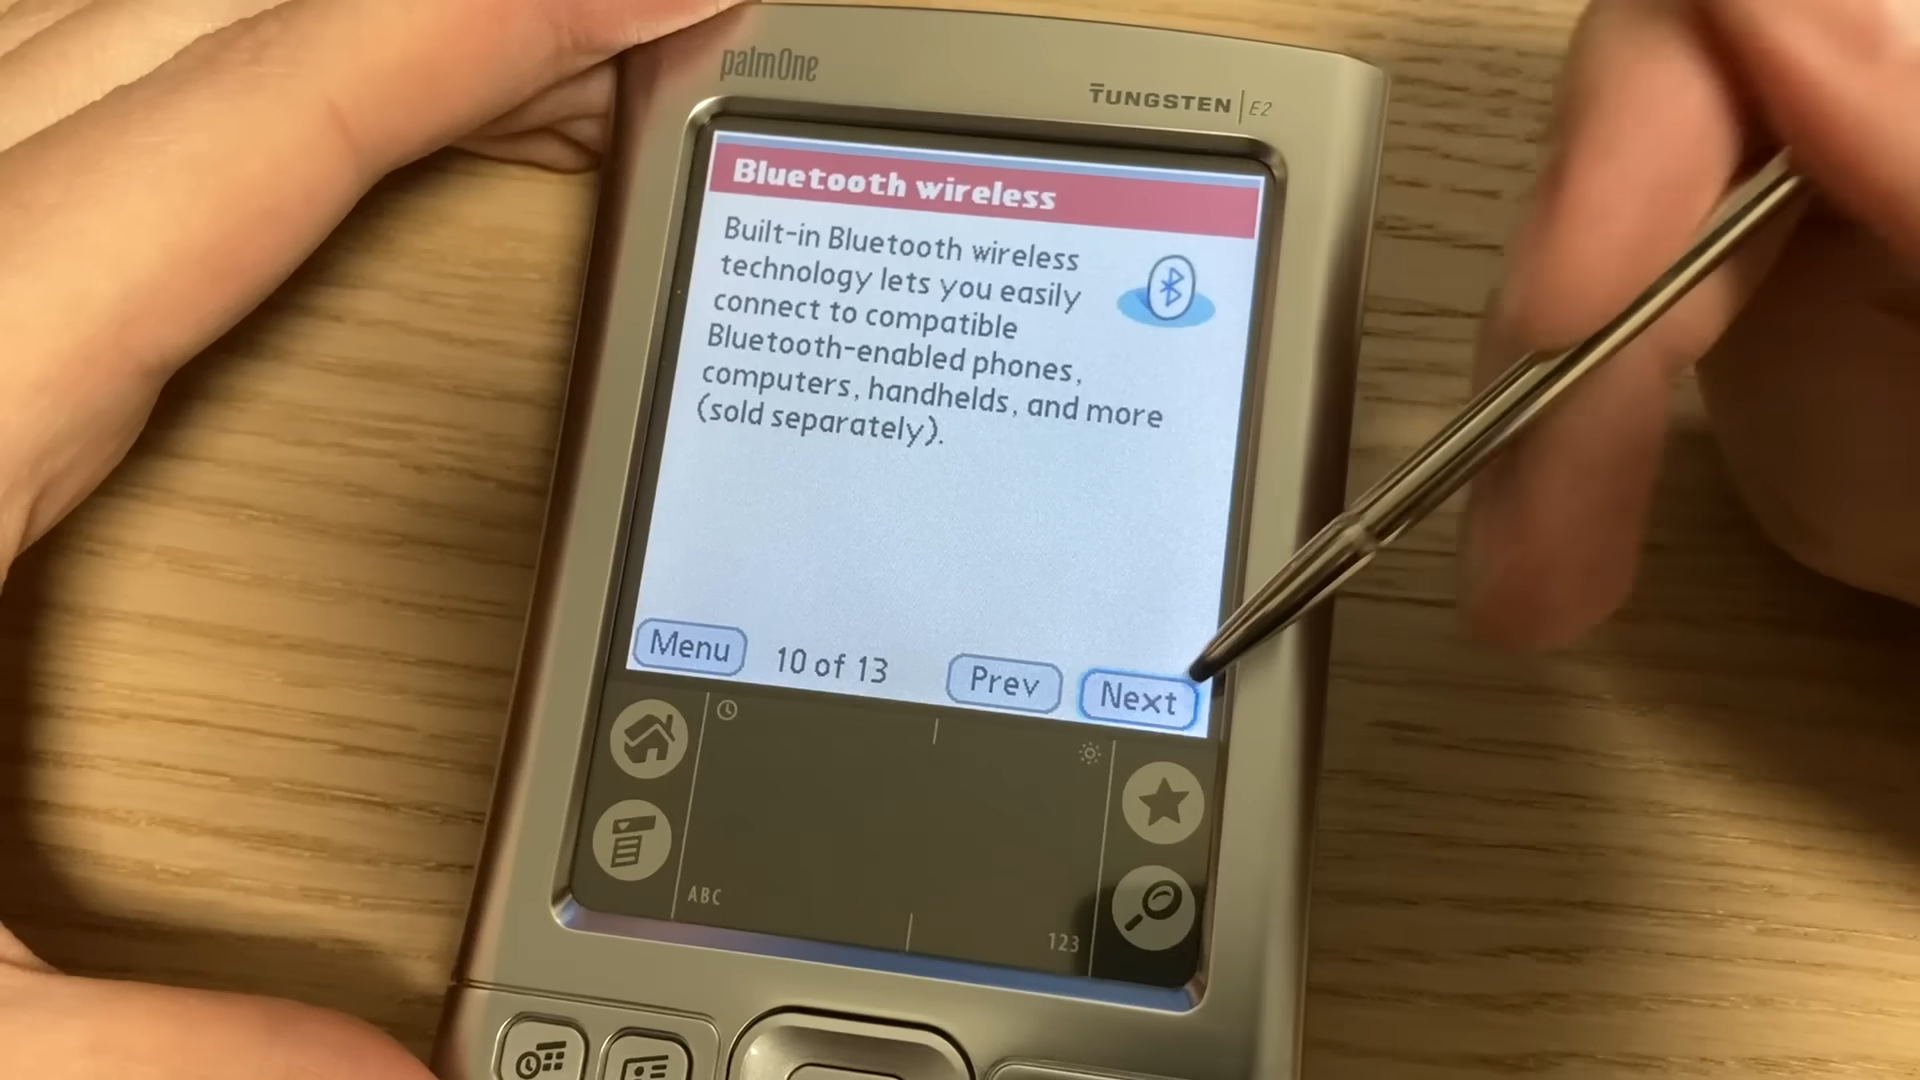 palmOne
TUNGSTEN | E2
Bluetooth wireless
Built-in Bluetooth wireless
technology lets you easily
connect to compatible
Bluetooth-enabled phones,
computers, handhelds, and more
(sold separately).
Menu 10 of 13 Prev Next
ABC
123